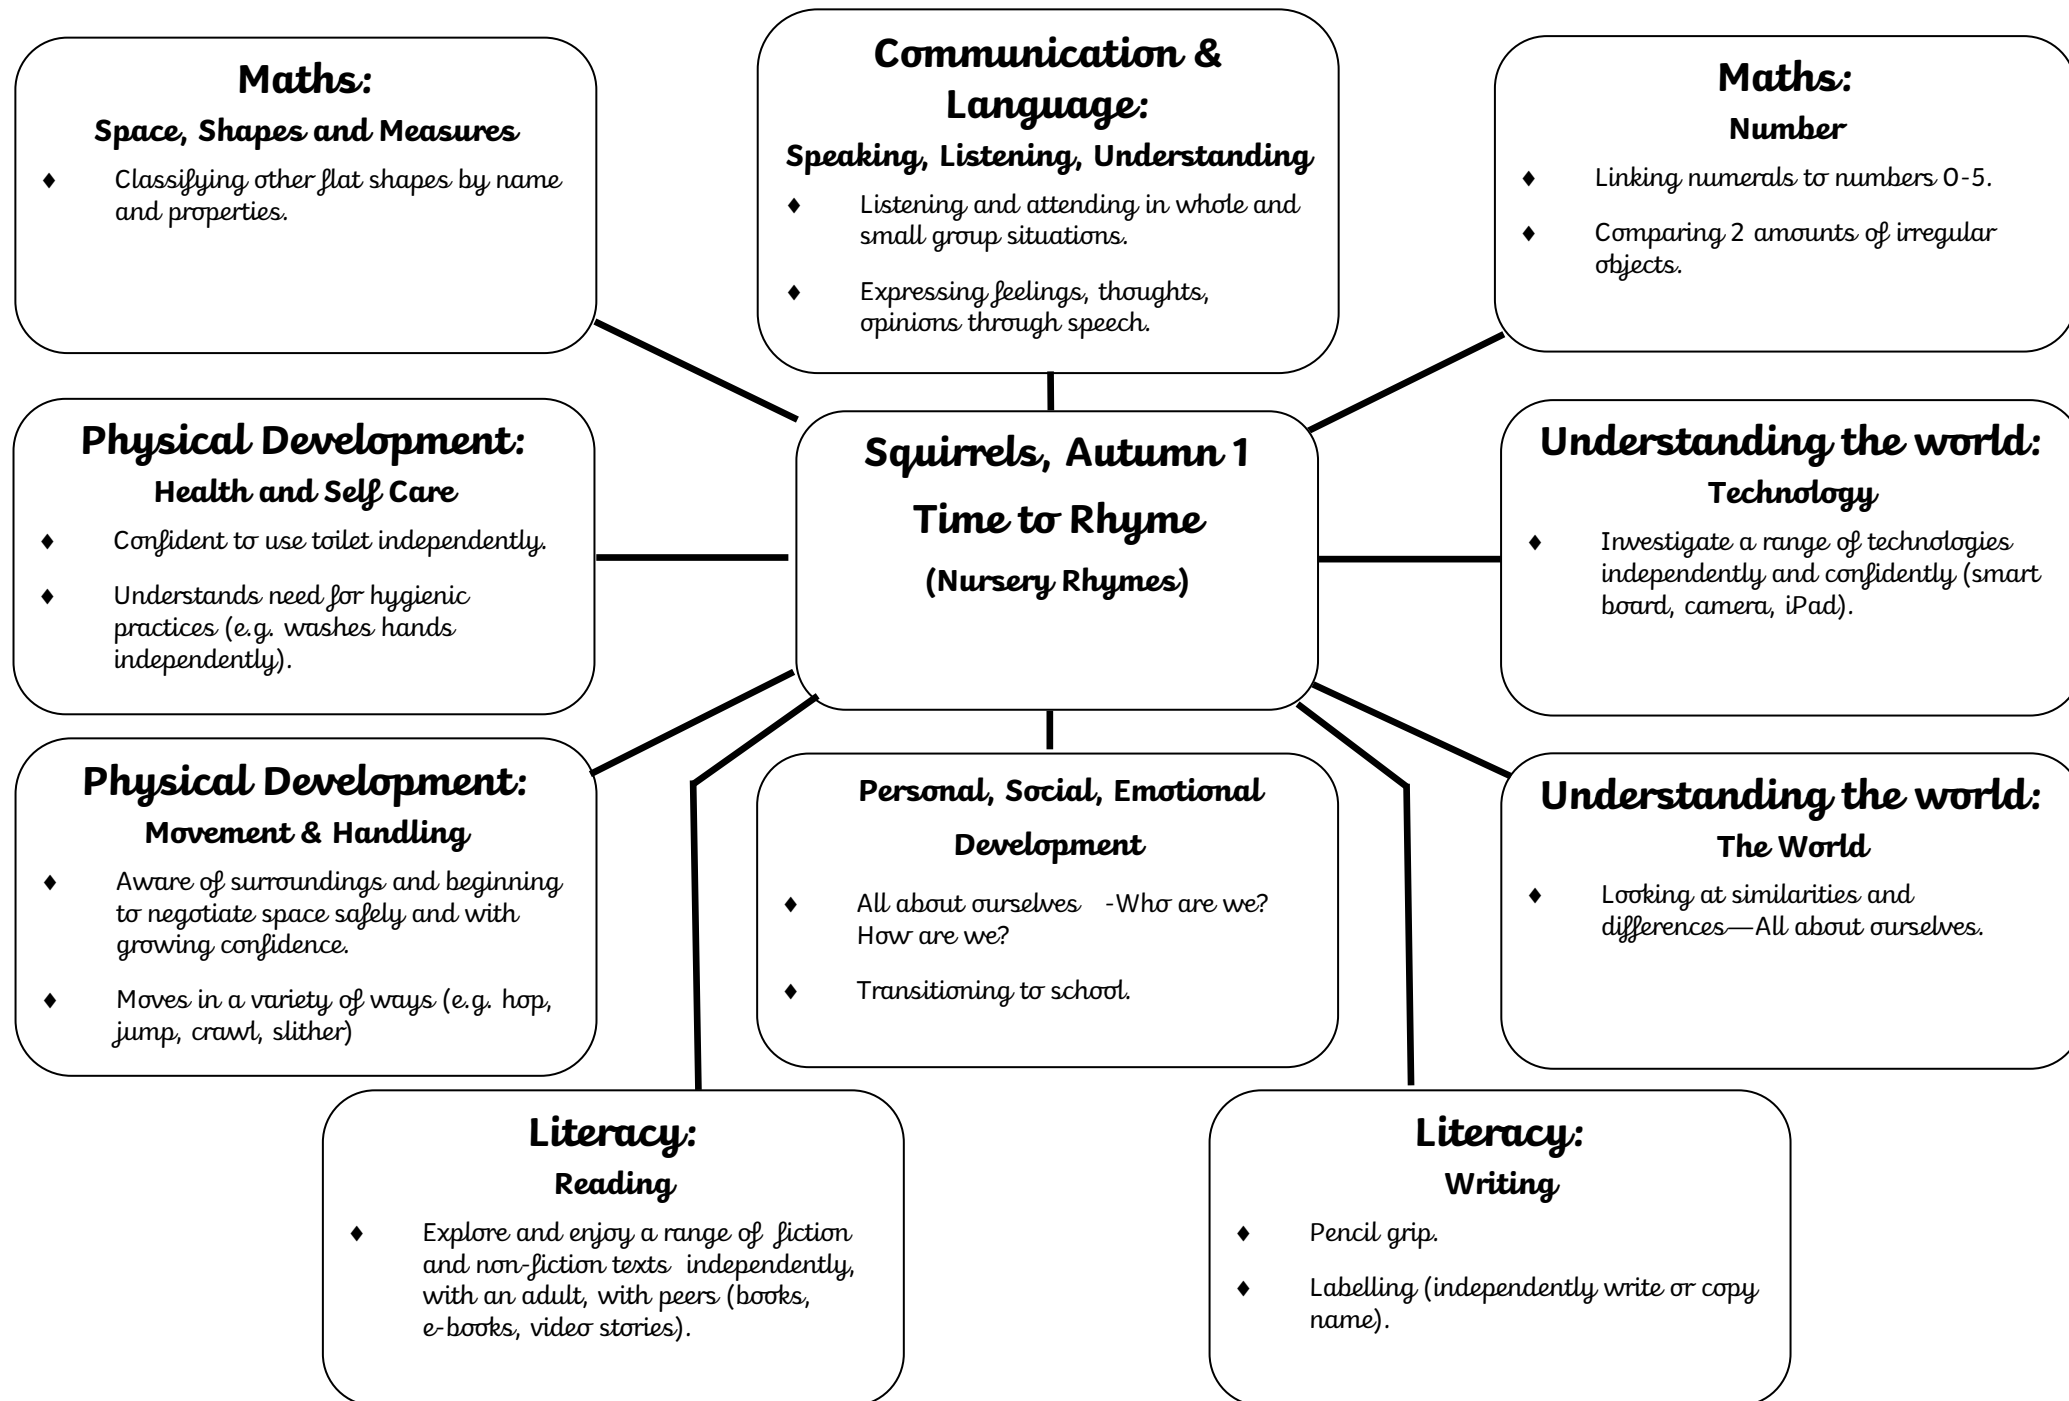 Maths:
Space, Shapes and Measures
♦ Classifying other flat shapes by name
and properties.
Communication &
Language:
Speaking, Listening, Understanding
♦ Listening and attending in whole and
small group situations.
♦ Expressing feelings, thoughts,
opinions through speech.
Maths:
Number
♦ Linking numerals to numbers 0-5.
♦ Comparing 2 amounts of irregular
objects.
Physical Development:
Health and Self Care
♦ Confident to use toilet independently.
♦ Understands need for hygienic
practices (e.g. washes hands
independently).
Squirrels, Autumn 1
Time to Rhyme
(Nursery Rhymes)
Understanding the world:
Technology
♦ Investigate a range of technologies
independently and confidently (smart
board, camera, iPad).
Physical Development:
Movement & Handling
♦ Aware of surroundings and beginning
to negotiate space safely and with
growing confidence.
♦ Moves in a variety of ways (e.g. hop,
jump, crawl, slither)
Personal, Social, Emotional
Development
♦ All about ourselves -Who are we?
How are we?
♦ Transitioning to school.
Understanding the world:
The World
♦ Looking at similarities and
differences—All about ourselves.
Literacy:
Reading
♦ Explore and enjoy a range of fiction
and non-fiction texts independently,
with an adult, with peers (books,
e-books, video stories).
Literacy:
Writing
♦ Pencil grip.
♦ Labelling (independently write or copy
name).